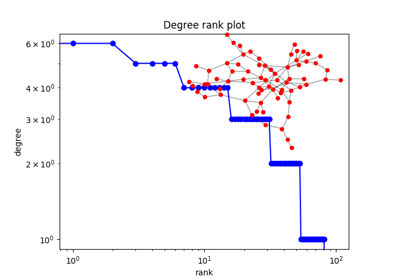 Degree rank plot
6 × 10⁰
4 × 10⁰
3 × 10⁰
2 × 10⁰
10⁰
degree
10⁰ 10¹ 10²
rank